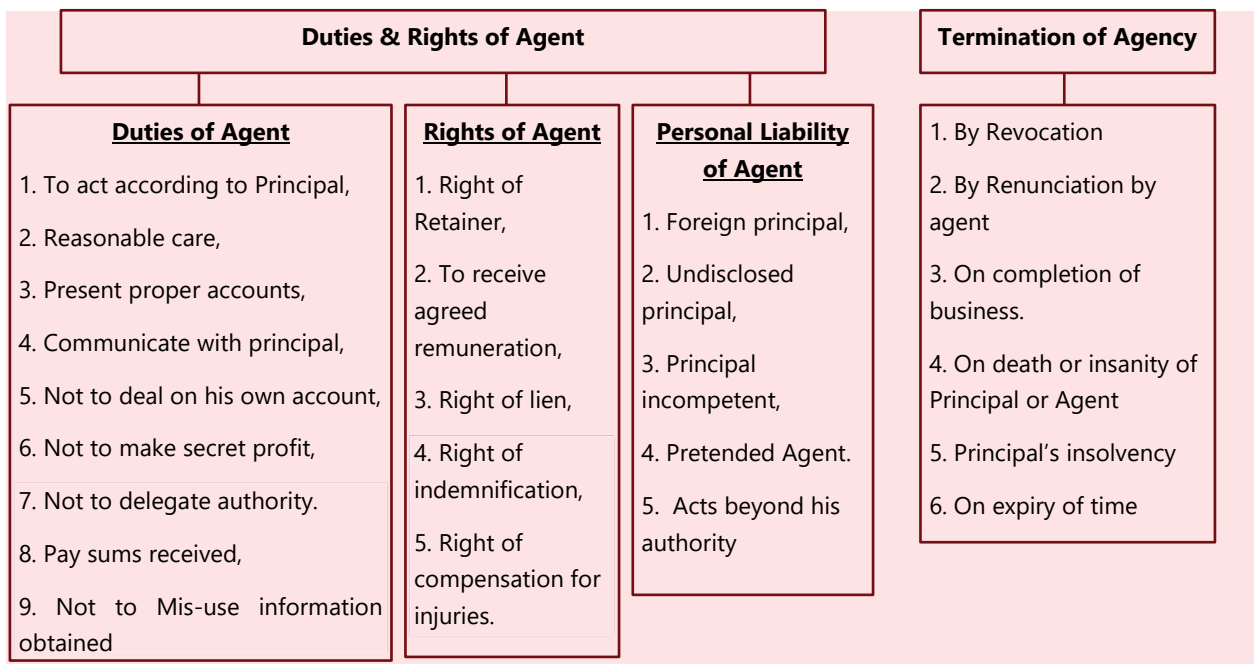 Duties & Rights of Agent
Termination of Agency
Duties of Agent
1. To act according to Principal,
2. Reasonable care,
3. Present proper accounts,
4. Communicate with principal,
5. Not to deal on his own account,
6. Not to make secret profit,
7. Not to delegate authority.
8. Pay sums received,
9. Not to Mis-use information
obtained
Rights of Agent
1. Right of
Retainer,
2. To receive
agreed
remuneration,
3. Right of lien,
4. Right of
indemnification,
5. Right of
compensation for
injuries.
Personal Liability
of Agent
1. Foreign principal,
2. Undisclosed
principal,
3. Principal
incompetent,
4. Pretended Agent.
5. Acts beyond his
authority
1. By Revocation
2. By Renunciation by
agent
3. On completion of
business.
4. On death or insanity of
Principal or Agent
5. Principal’s insolvency
6. On expiry of time